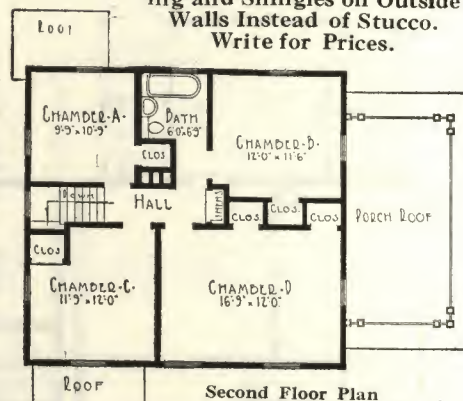 ing and Shingles on Outside
Walls Instead of Stucco.
Write for Prices.
ROOF
CHAMBER-A-
9'-9" x 10'-9"
BATH
6'0" x 6'9"
CHAMBER-B-
12'-0" x 11'6"
CLOS
DOWN
HALL
LINENS
CLOS.
CLOS.
CLOS.
PORCH ROOF
CLOS
CHAMBER-C-
11'9" x 12'0"
CHAMBER-D
16'-9" x 12'0"
ROOF
Second Floor Plan